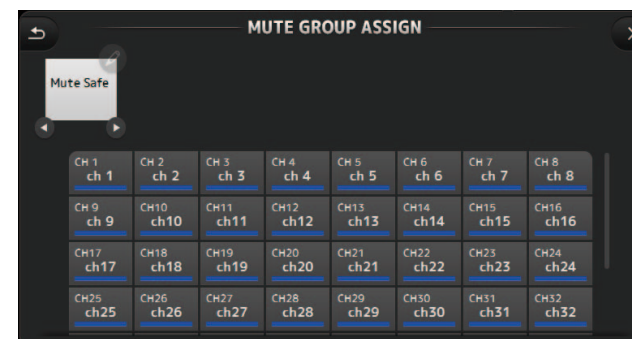 MUTE GROUP ASSIGN
Mute Safe
CH 1 CH 2 CH 3 CH 4 CH 5 CH 6 CH 7 CH 8
ch 1 ch 2 ch 3 ch 4 ch 5 ch 6 ch 7 ch 8
CH 9 CH10 CH11 CH12 CH13 CH14 CH15 CH16
ch 9 ch10 ch11 ch12 ch13 ch14 ch15 ch16
CH17 CH18 CH19 CH20 CH21 CH22 CH23 CH24
ch17 ch18 ch19 ch20 ch21 ch22 ch23 ch24
CH25 CH26 CH27 CH28 CH29 CH30 CH31 CH32
ch25 ch26 ch27 ch28 ch29 ch30 ch31 ch32